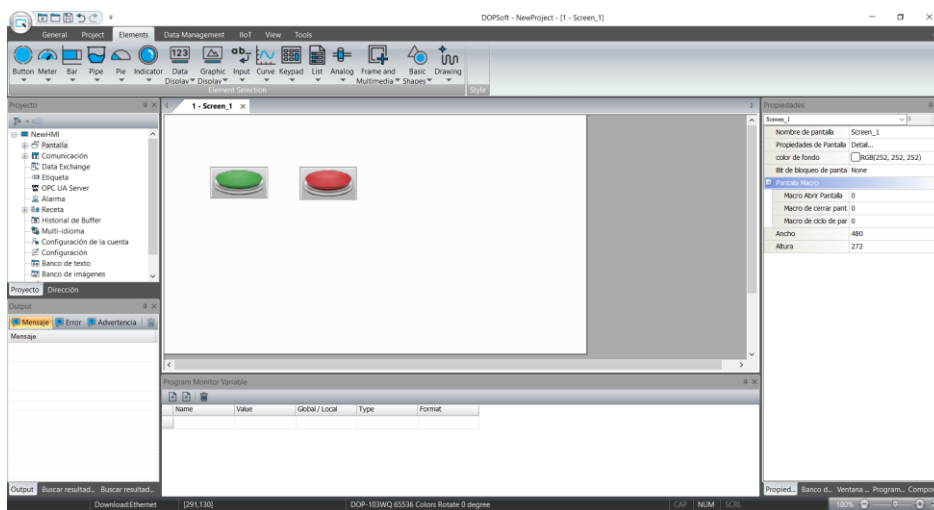 DOPSoft - NewProject - [1 - Screen_1]
General Project Elements Data Management IIoT View Tools
123 ab
Button Meter Bar Pipe Pie Indicator Data Graphic Input Curve Keypad List Analog Frame and Basic Drawing
Display Display Multimedia Shapes
Element Selection Style
Proyecto
1 - Screen_1
NewHMI
Pantalla
Comunicación
Data Exchange
Etiqueta
OPC UA Server
Alarma
Receta
Historial de Buffer
Multi-idioma
Configuración de la cuenta
Configuración
Banco de texto
Banco de imágenes
Proyecto Dirección
Output
Mensaje Error Advertencia
Mensaje
Output Buscar resultad... Buscar resultad...
Program Monitor Variable
Name Value Global / Local Type Format
Propiedades
Screen_1
Nombre de pantalla Screen_1
Propiedades de Pantalla Detail...
color de fondo RGB(252, 252, 252)
Bit de bloqueo de panta None
Pantalla Macro
Macro Abrir Pantalla 0
Macro de cerrar pant 0
Macro de ciclo de par 0
Ancho 480
Altura 272
Propied... Banco d... Ventana ... Program... Compor
Download:Ethernet [291,130] DOP-103WQ 65536 Colors Rotate 0 degree CAP NUM SCRL 100%